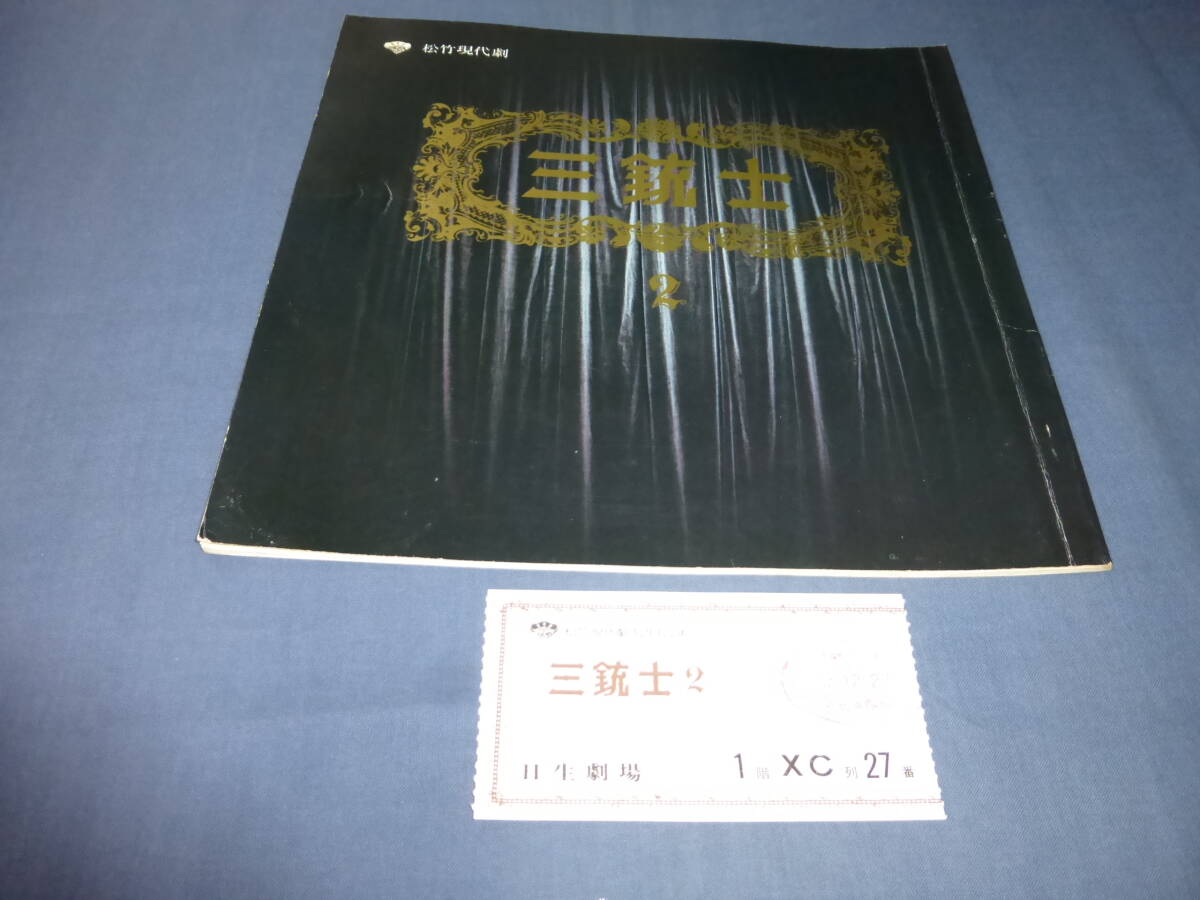 松竹現代劇
三銃士
2
三銃士2
日生劇場
1階 XC列 27番